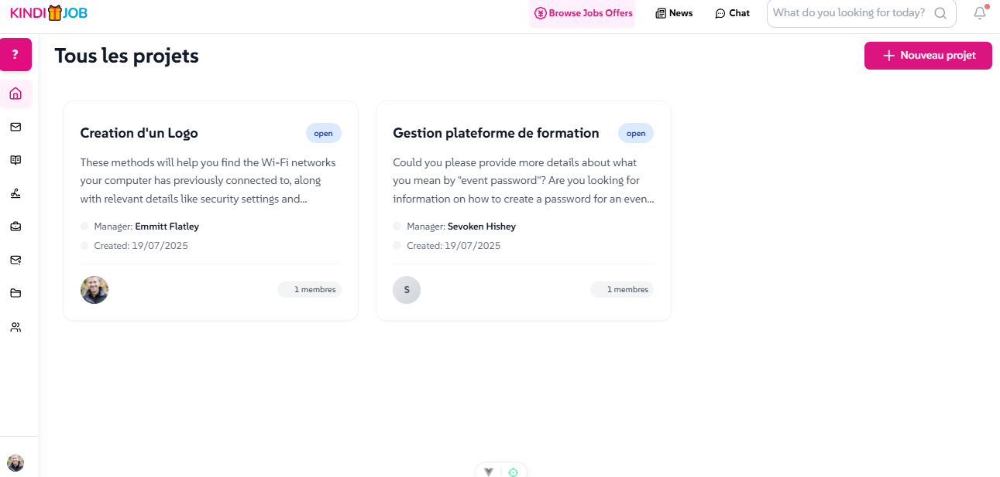 KINDI JOB
Browse Jobs Offers
News
Chat
What do you looking for today?
?
Tous les projets
Nouveau projet
Creation d'un Logo
open
These methods will help you find the Wi-Fi networks
your computer has previously connected to, along
with relevant details like security settings and...
Manager: Emmitt Flatley
Created: 19/07/2025
1 membres
Gestion plateforme de formation
open
Could you please provide more details about what
you mean by "event password"? Are you looking for
information on how to create a password for an even...
Manager: Sevoken Hishey
Created: 19/07/2025
S
1 membres